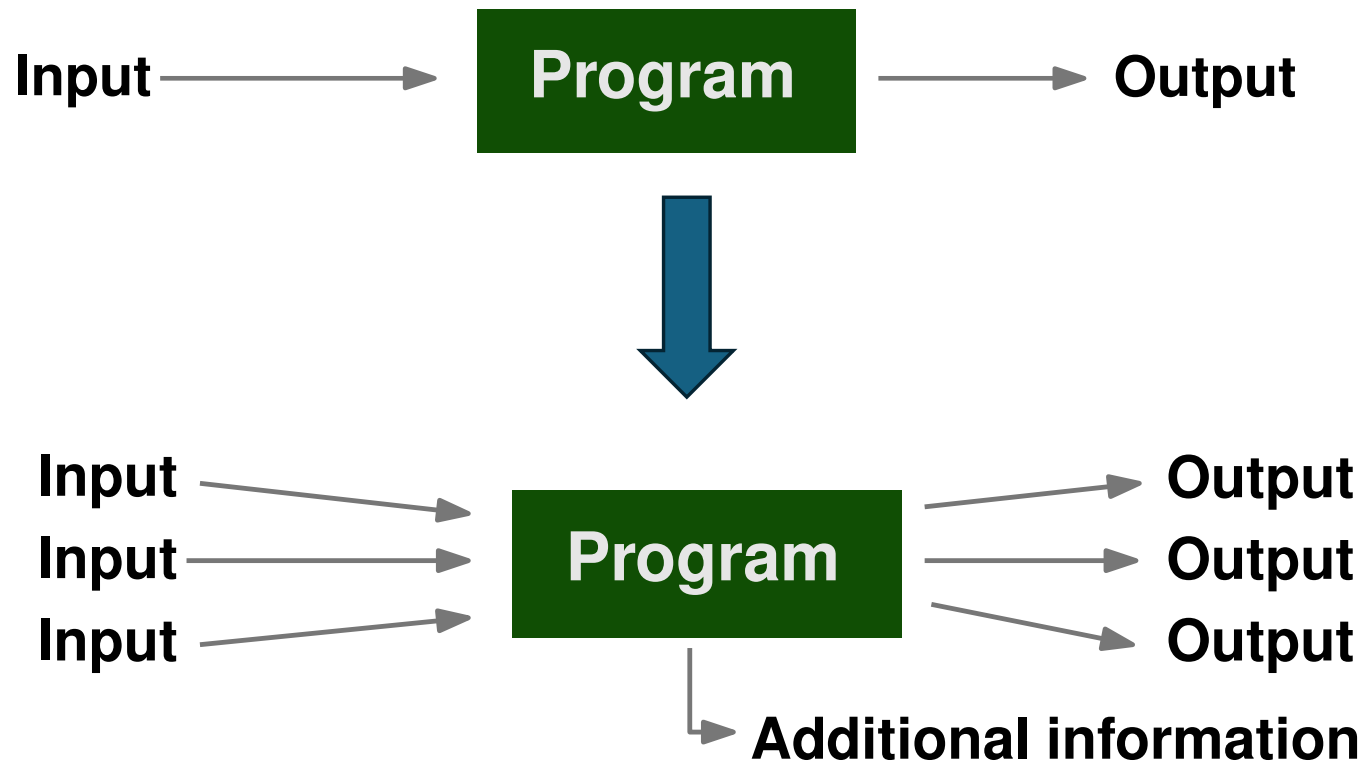 Input
Program
Output
Input
Input
Input
Program
Output
Output
Output
Additional information